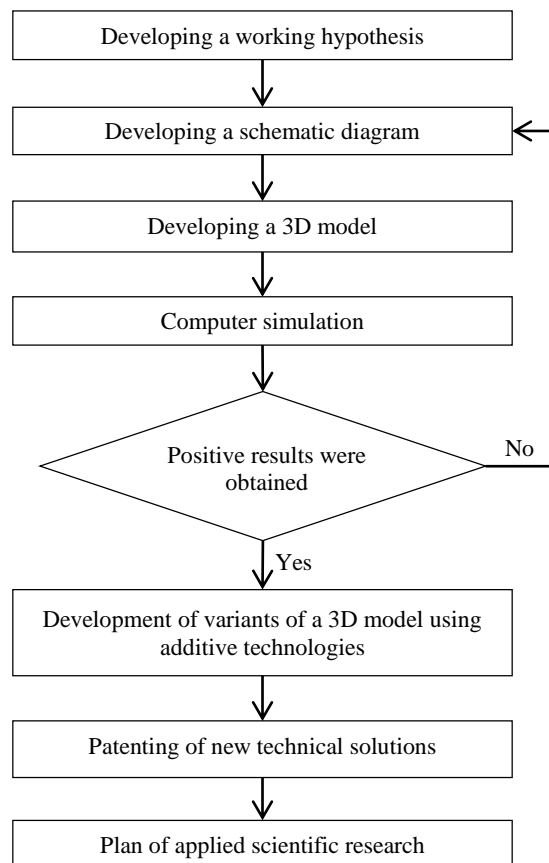 Developing a working hypothesis
Developing a schematic diagram
Developing a 3D model
Computer simulation
Positive results were
obtained
No
Yes
Development of variants of a 3D model using
additive technologies
Patenting of new technical solutions
Plan of applied scientific research